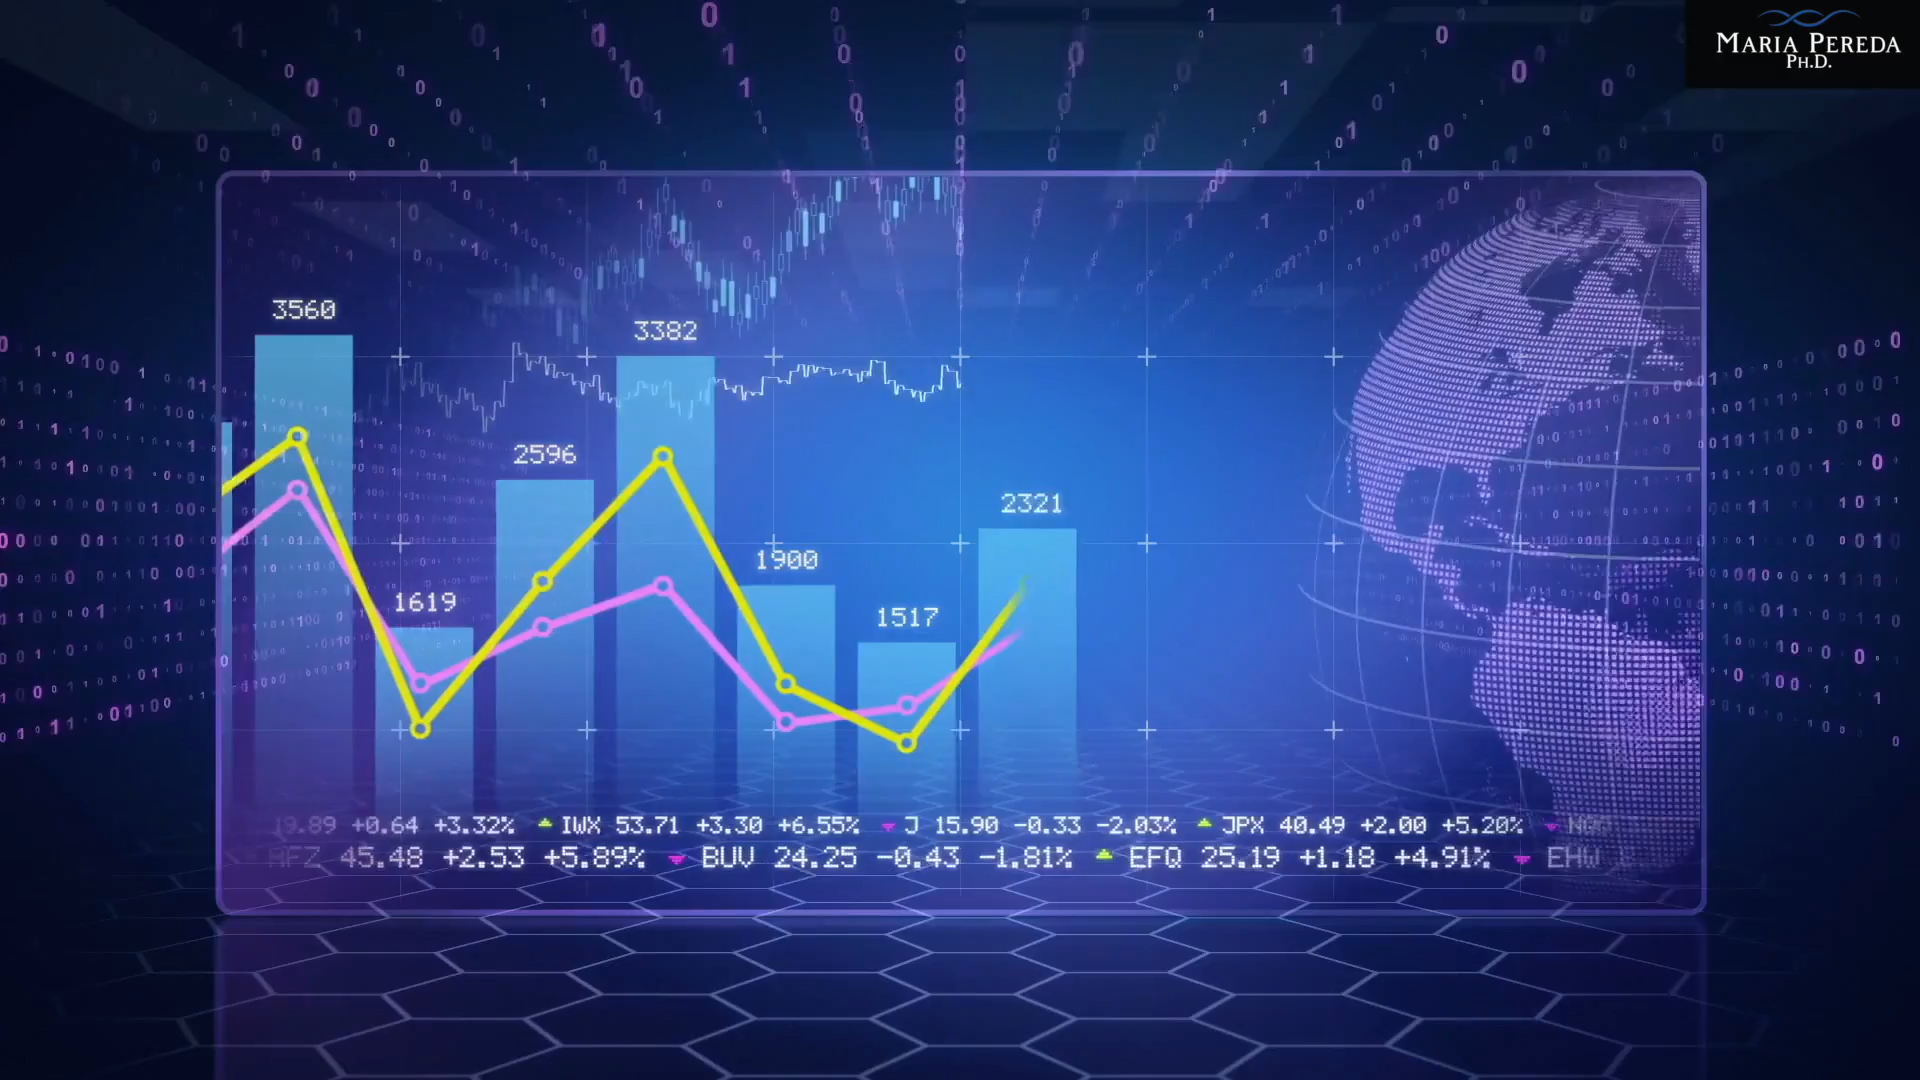 MARIA PEREDA
PH.D.
3560
3382
2596
2321
1900
1619
1517
+0.64 +3.32% IWX 53.71 +3.30 +6.55% J 15.90 -0.33 -2.03% JPX 40.49 +2.00 +5.20%
AFZ 45.48 +2.53 +5.89% BUV 24.25 -0.43 -1.81% EFQ 25.19 +1.18 +4.91% EHW